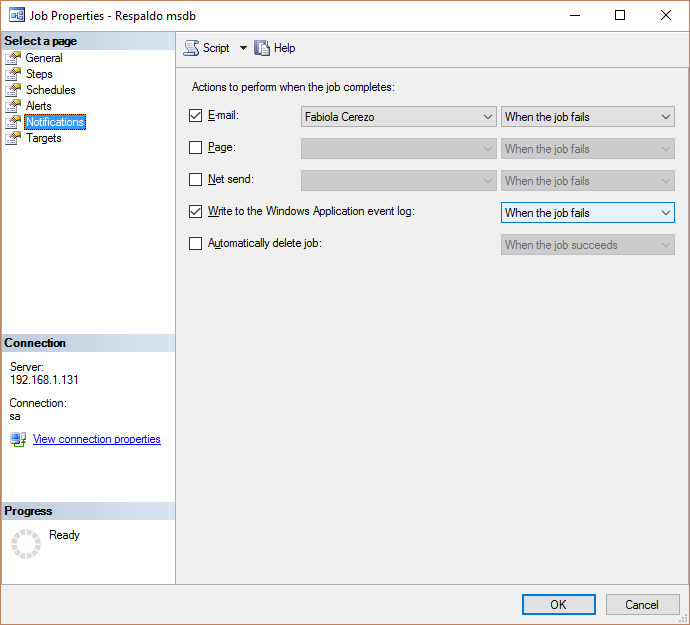 Job Properties - Respaldo msdb
Select a page
General
Steps
Schedules
Alerts
Notifications
Targets
Script
Help
Actions to perform when the job completes:
E-mail: Fabiola Cerezo When the job fails
Page: When the job fails
Net send: When the job fails
Write to the Windows Application event log: When the job fails
Automatically delete job: When the job succeeds
Connection
Server:
192.168.1.131
Connection:
sa
View connection properties
Progress
Ready
OK Cancel